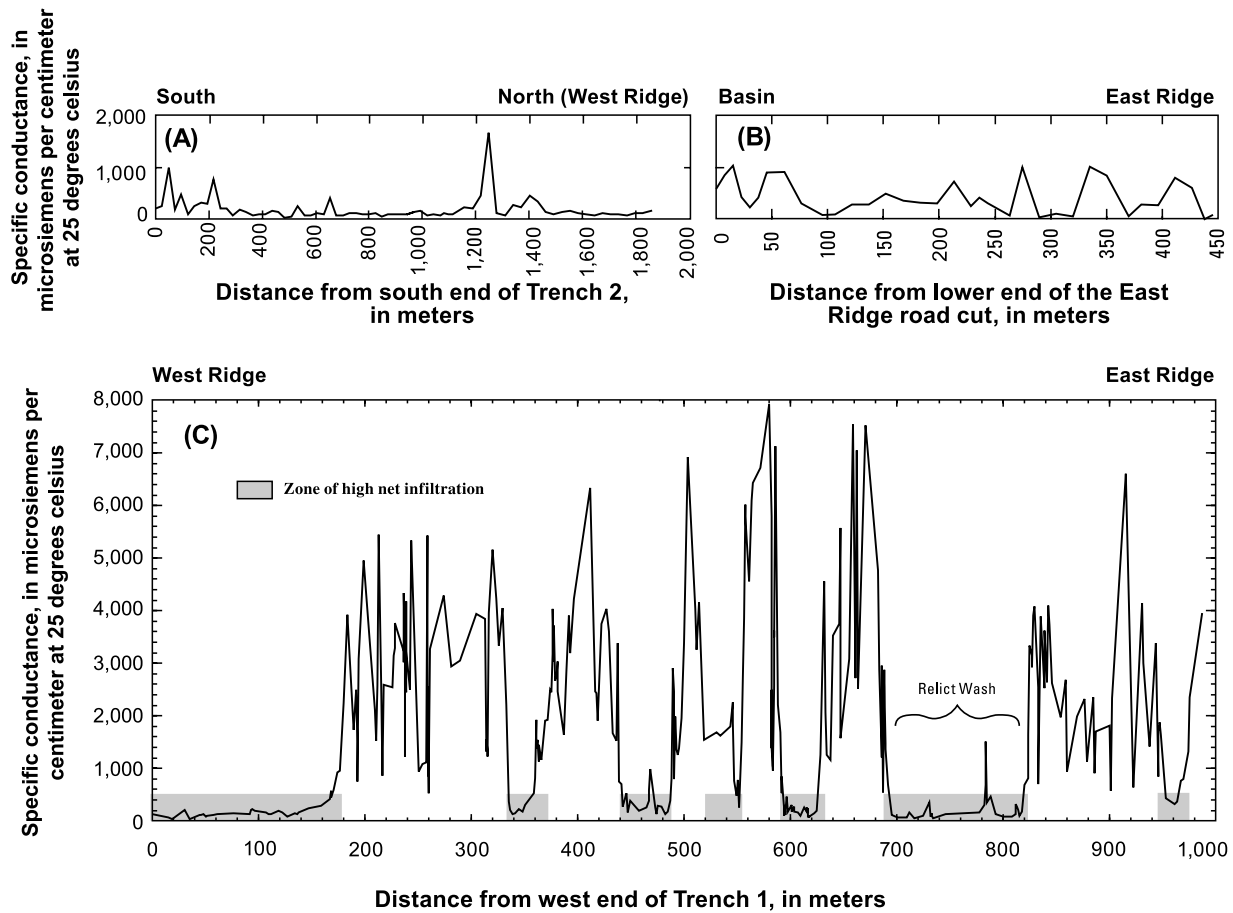 Specific conductance, in
microsiemens per centimeter
at 25 degrees celsius
South
North (West Ridge)
(A)
2,000
1,000
0
0
200
400
600
800
1,000
1,200
1,400
1,600
1,800
2,000
Distance from south end of Trench 2,
in meters
Basin
East Ridge
(B)
0
50
100
150
200
250
300
350
400
450
Distance from lower end of the East
Ridge road cut, in meters
West Ridge
East Ridge
Specific conductance, in microsiemens per
centimeter at 25 degrees celsius
8,000
7,000
6,000
5,000
4,000
3,000
2,000
1,000
0
(C)
Zone of high net infiltration
Relict Wash
0
100
200
300
400
500
600
700
800
900
1,000
Distance from west end of Trench 1, in meters